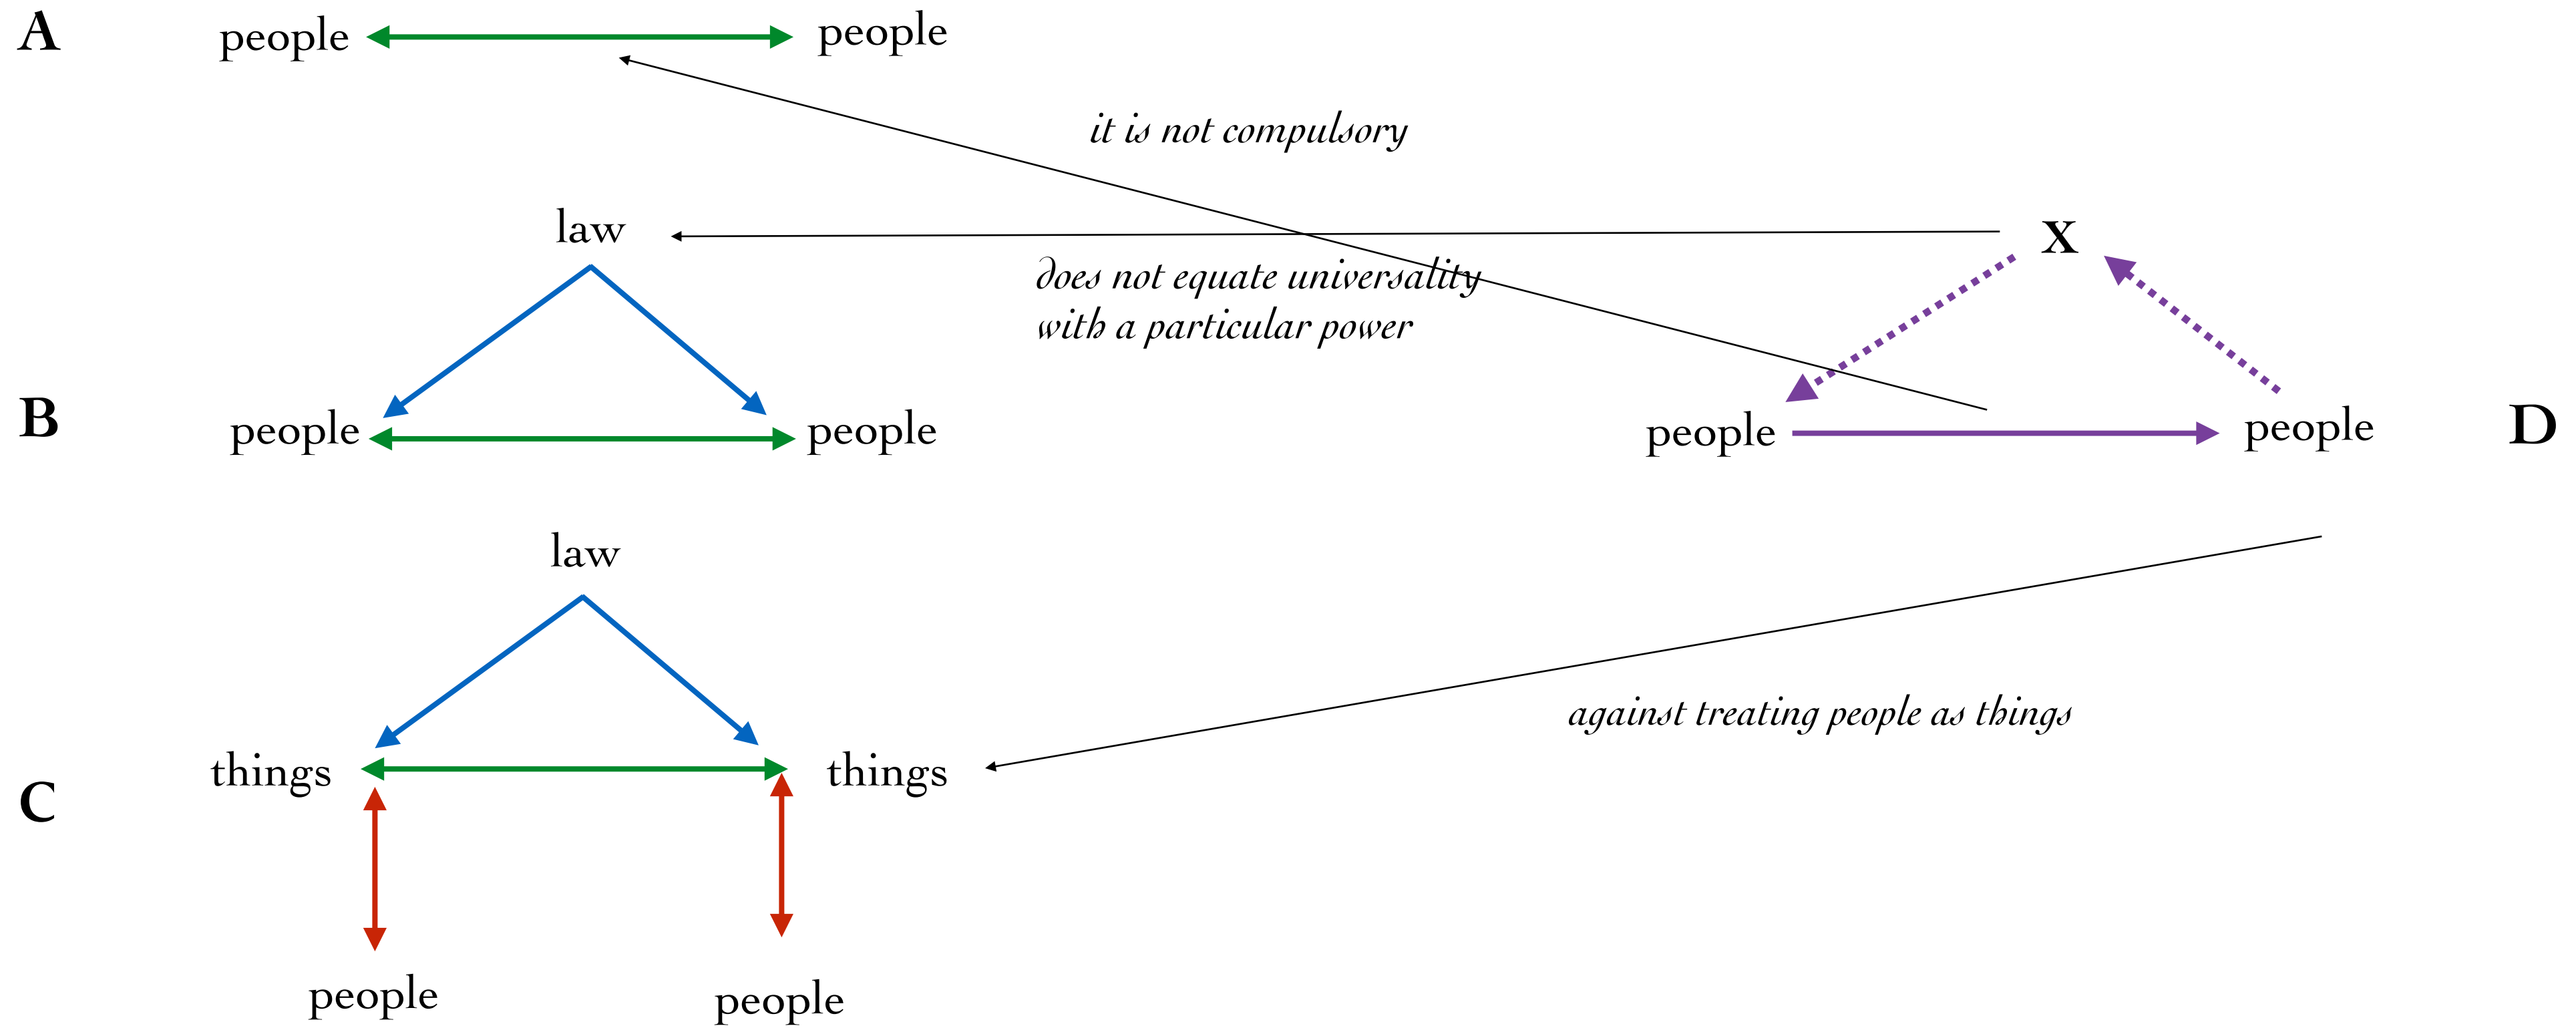 A
people
people
it is not compulsory
law
X
does not equate universality
with a particular power
B
people
people
people
people
D
law
against treating people as things
things
things
C
people
people